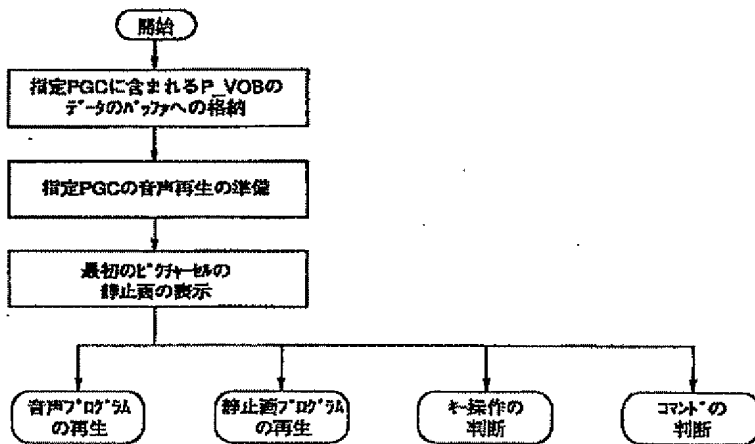 開始
指定PGCに含まれるP_VOBの
ﾃﾞｰﾀのﾊﾞｯﾌｧへの格納
指定PGCの音声再生の準備
最初のﾋﾟｸﾁｬｰｾﾙの
静止画の表示
音声ﾌﾟﾛｸﾞﾗﾑ
の再生
静止画ﾌﾟﾛｸﾞﾗﾑ
の再生
ｷｰ操作の
判断
ｺﾏﾝﾄﾞの
判断